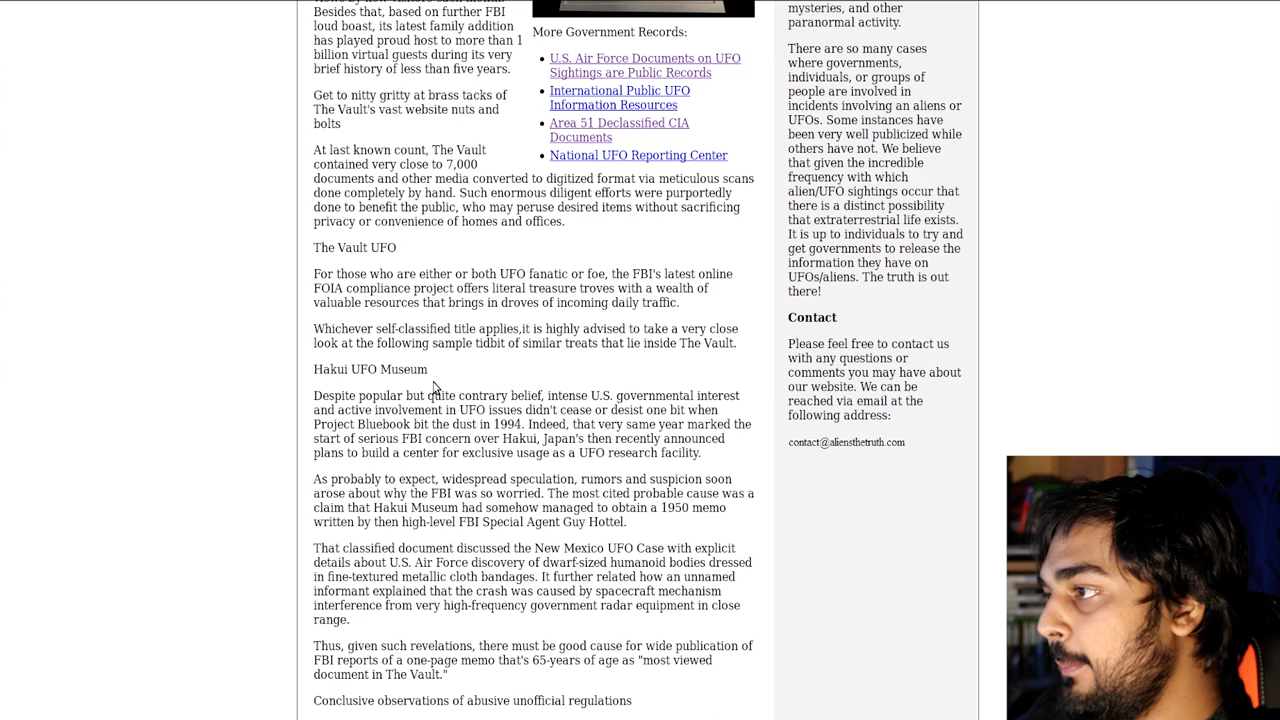 views by new visitors each month.
Besides that, based on further FBI
loud boast, its latest family addition
has played proud host to more than 1
billion virtual guests during its very
brief history of less than five years.
Get to nitty gritty at brass tacks of
The Vault's vast website nuts and
bolts
At last known count, The Vault
contained very close to 7,000
documents and other media converted to digitized format via meticulous scans
done completely by hand. Such enormous diligent efforts were purportedly
done to benefit the public, who may peruse desired items without sacrificing
privacy or convenience of homes and offices.
The Vault UFO
For those who are either or both UFO fanatic or foe, the FBI's latest online
FOIA compliance project offers literal treasure troves with a wealth of
valuable resources that brings in droves of incoming daily traffic.
Whichever self-classified title applies,it is highly advised to take a very close
look at the following sample tidbit of similar treats that lie inside The Vault.
Hakui UFO Museum
Despite popular but quite contrary belief, intense U.S. governmental interest
and active involvement in UFO issues didn't cease or desist one bit when
Project Bluebook bit the dust in 1994. Indeed, that very same year marked the
start of serious FBI concern over Hakui, Japan's then recently announced
plans to build a center for exclusive usage as a UFO research facility.
As probably to expect, widespread speculation, rumors and suspicion soon
arose about why the FBI was so worried. The most cited probable cause was a
claim that Hakui Museum had somehow managed to obtain a 1950 memo
written by then high-level FBI Special Agent Guy Hottel.
That classified document discussed the New Mexico UFO Case with explicit
details about U.S. Air Force discovery of dwarf-sized humanoid bodies dressed
in fine-textured metallic cloth bandages. It further related how an unnamed
informant explained that the crash was caused by spacecraft mechanism
interference from very high-frequency government radar equipment in close
range.
Thus, given such revelations, there must be good cause for wide publication of
FBI reports of a one-page memo that's 65-years of age as "most viewed
document in The Vault."
Conclusive observations of abusive unofficial regulations
More Government Records:
U.S. Air Force Documents on UFO
Sightings are Public Records
International Public UFO
Information Resources
Area 51 Declassified CIA
Documents
National UFO Reporting Center
mysteries, and other
paranormal activity.
There are so many cases
where governments,
individuals, or groups of
people are involved in
incidents involving an aliens or
UFOs. Some instances have
been very well publicized while
others have not. We believe
that given the incredible
frequency with which
alien/UFO sightings occur that
there is a distinct possibility
that extraterrestrial life exists.
It is up to individuals to try and
get governments to release the
information they have on
UFOs/aliens. The truth is out
there!
Contact
Please feel free to contact us
with any questions or
comments you may have about
our website. We can be
reached via email at the
following address:
contact@aliensthetruth.com